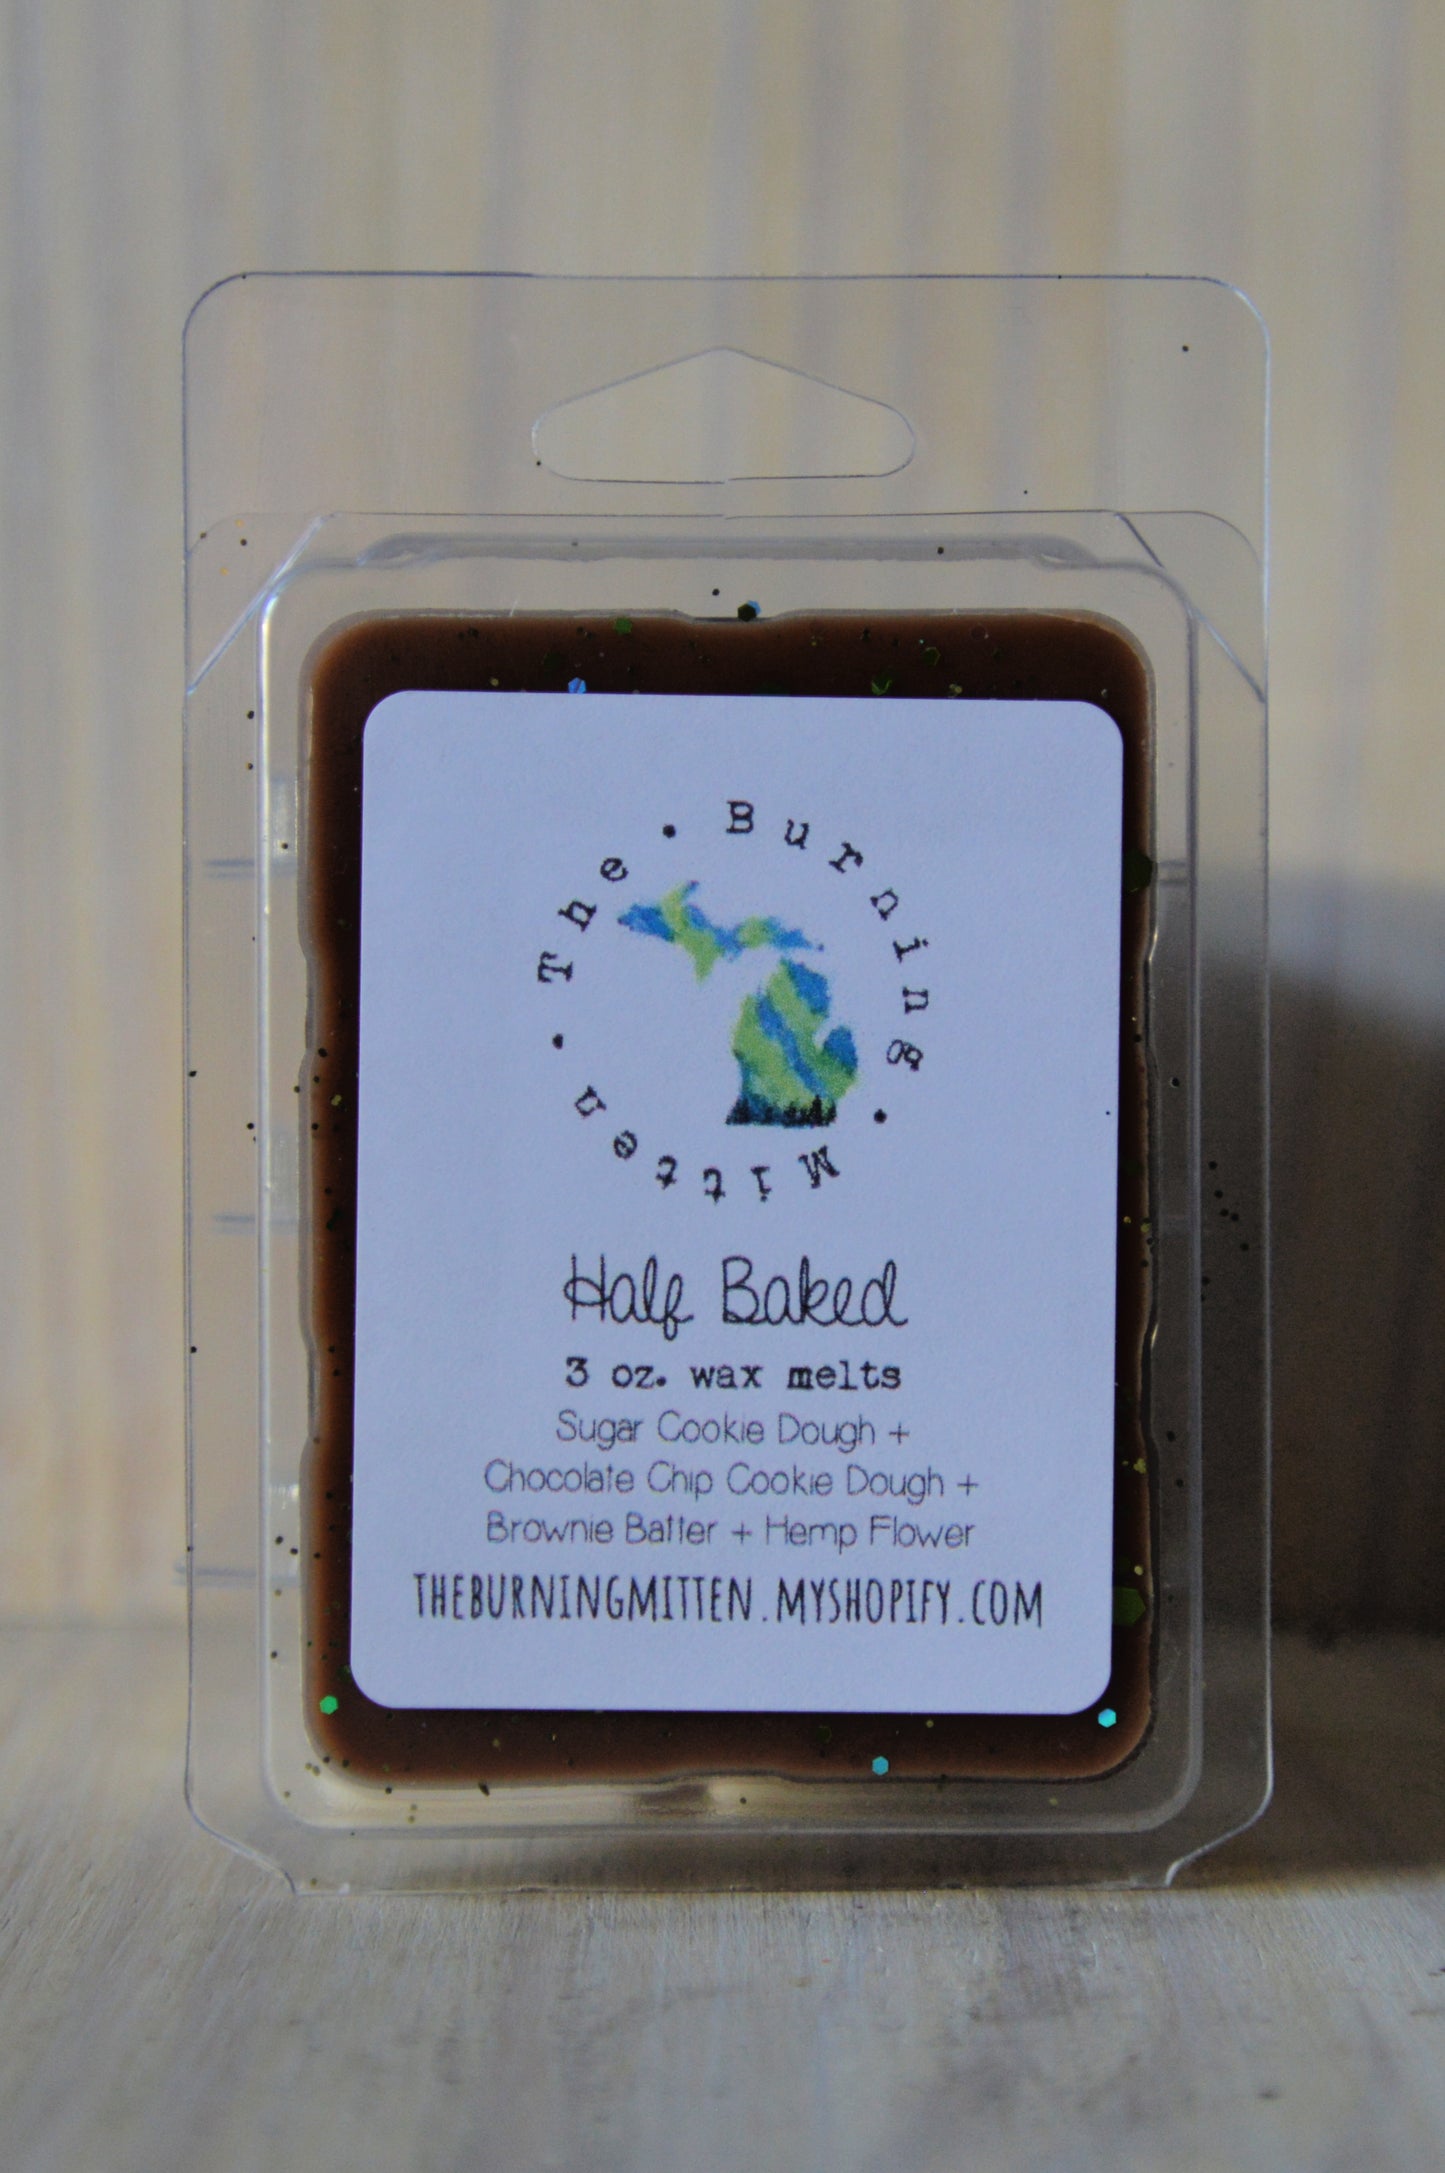 The • Burning • Mitten •
Half Baked
3 oz. wax melts
Sugar Cookie Dough +
Chocolate Chip Cookie Dough +
Brownie Batter + Hemp Flower
THEBURNINGMITTEN.MYSHOPIFY.COM